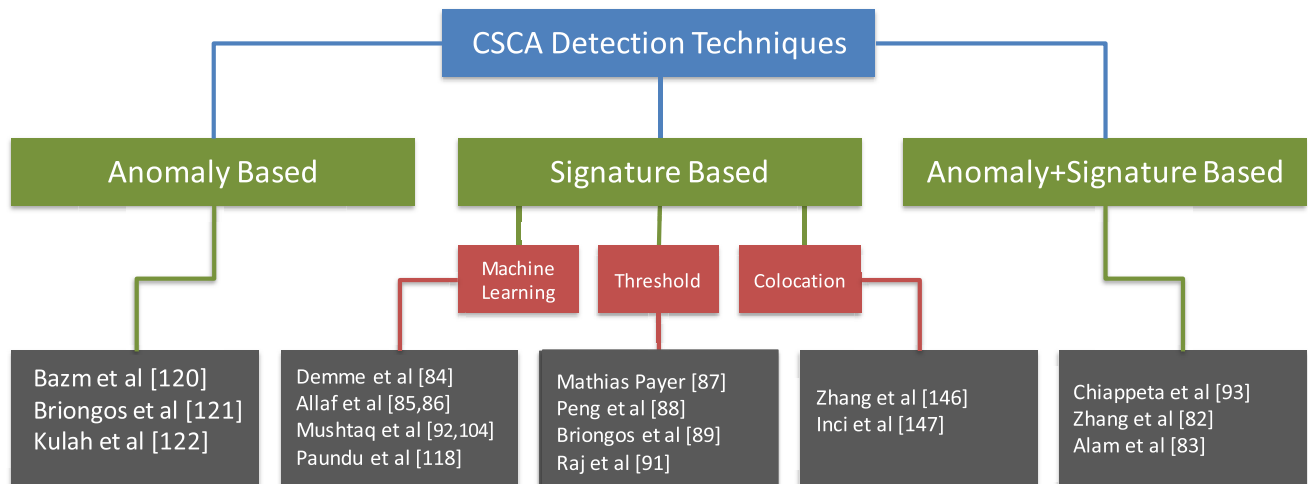 CSCA Detection Techniques
Anomaly Based
Signature Based
Anomaly+Signature Based
Machine
Learning
Threshold
Colocation
Bazm et al [120]
Briongos et al [121]
Kulah et al [122]
Demme et al [84]
Allaf et al [85,86]
Mushtaq et al [92,104]
Paundu et al [118]
Mathias Payer [87]
Peng et al [88]
Briongos et al [89]
Raj et al [91]
Zhang et al [146]
Inci et al [147]
Chiappeta et al [93]
Zhang et al [82]
Alam et al [83]